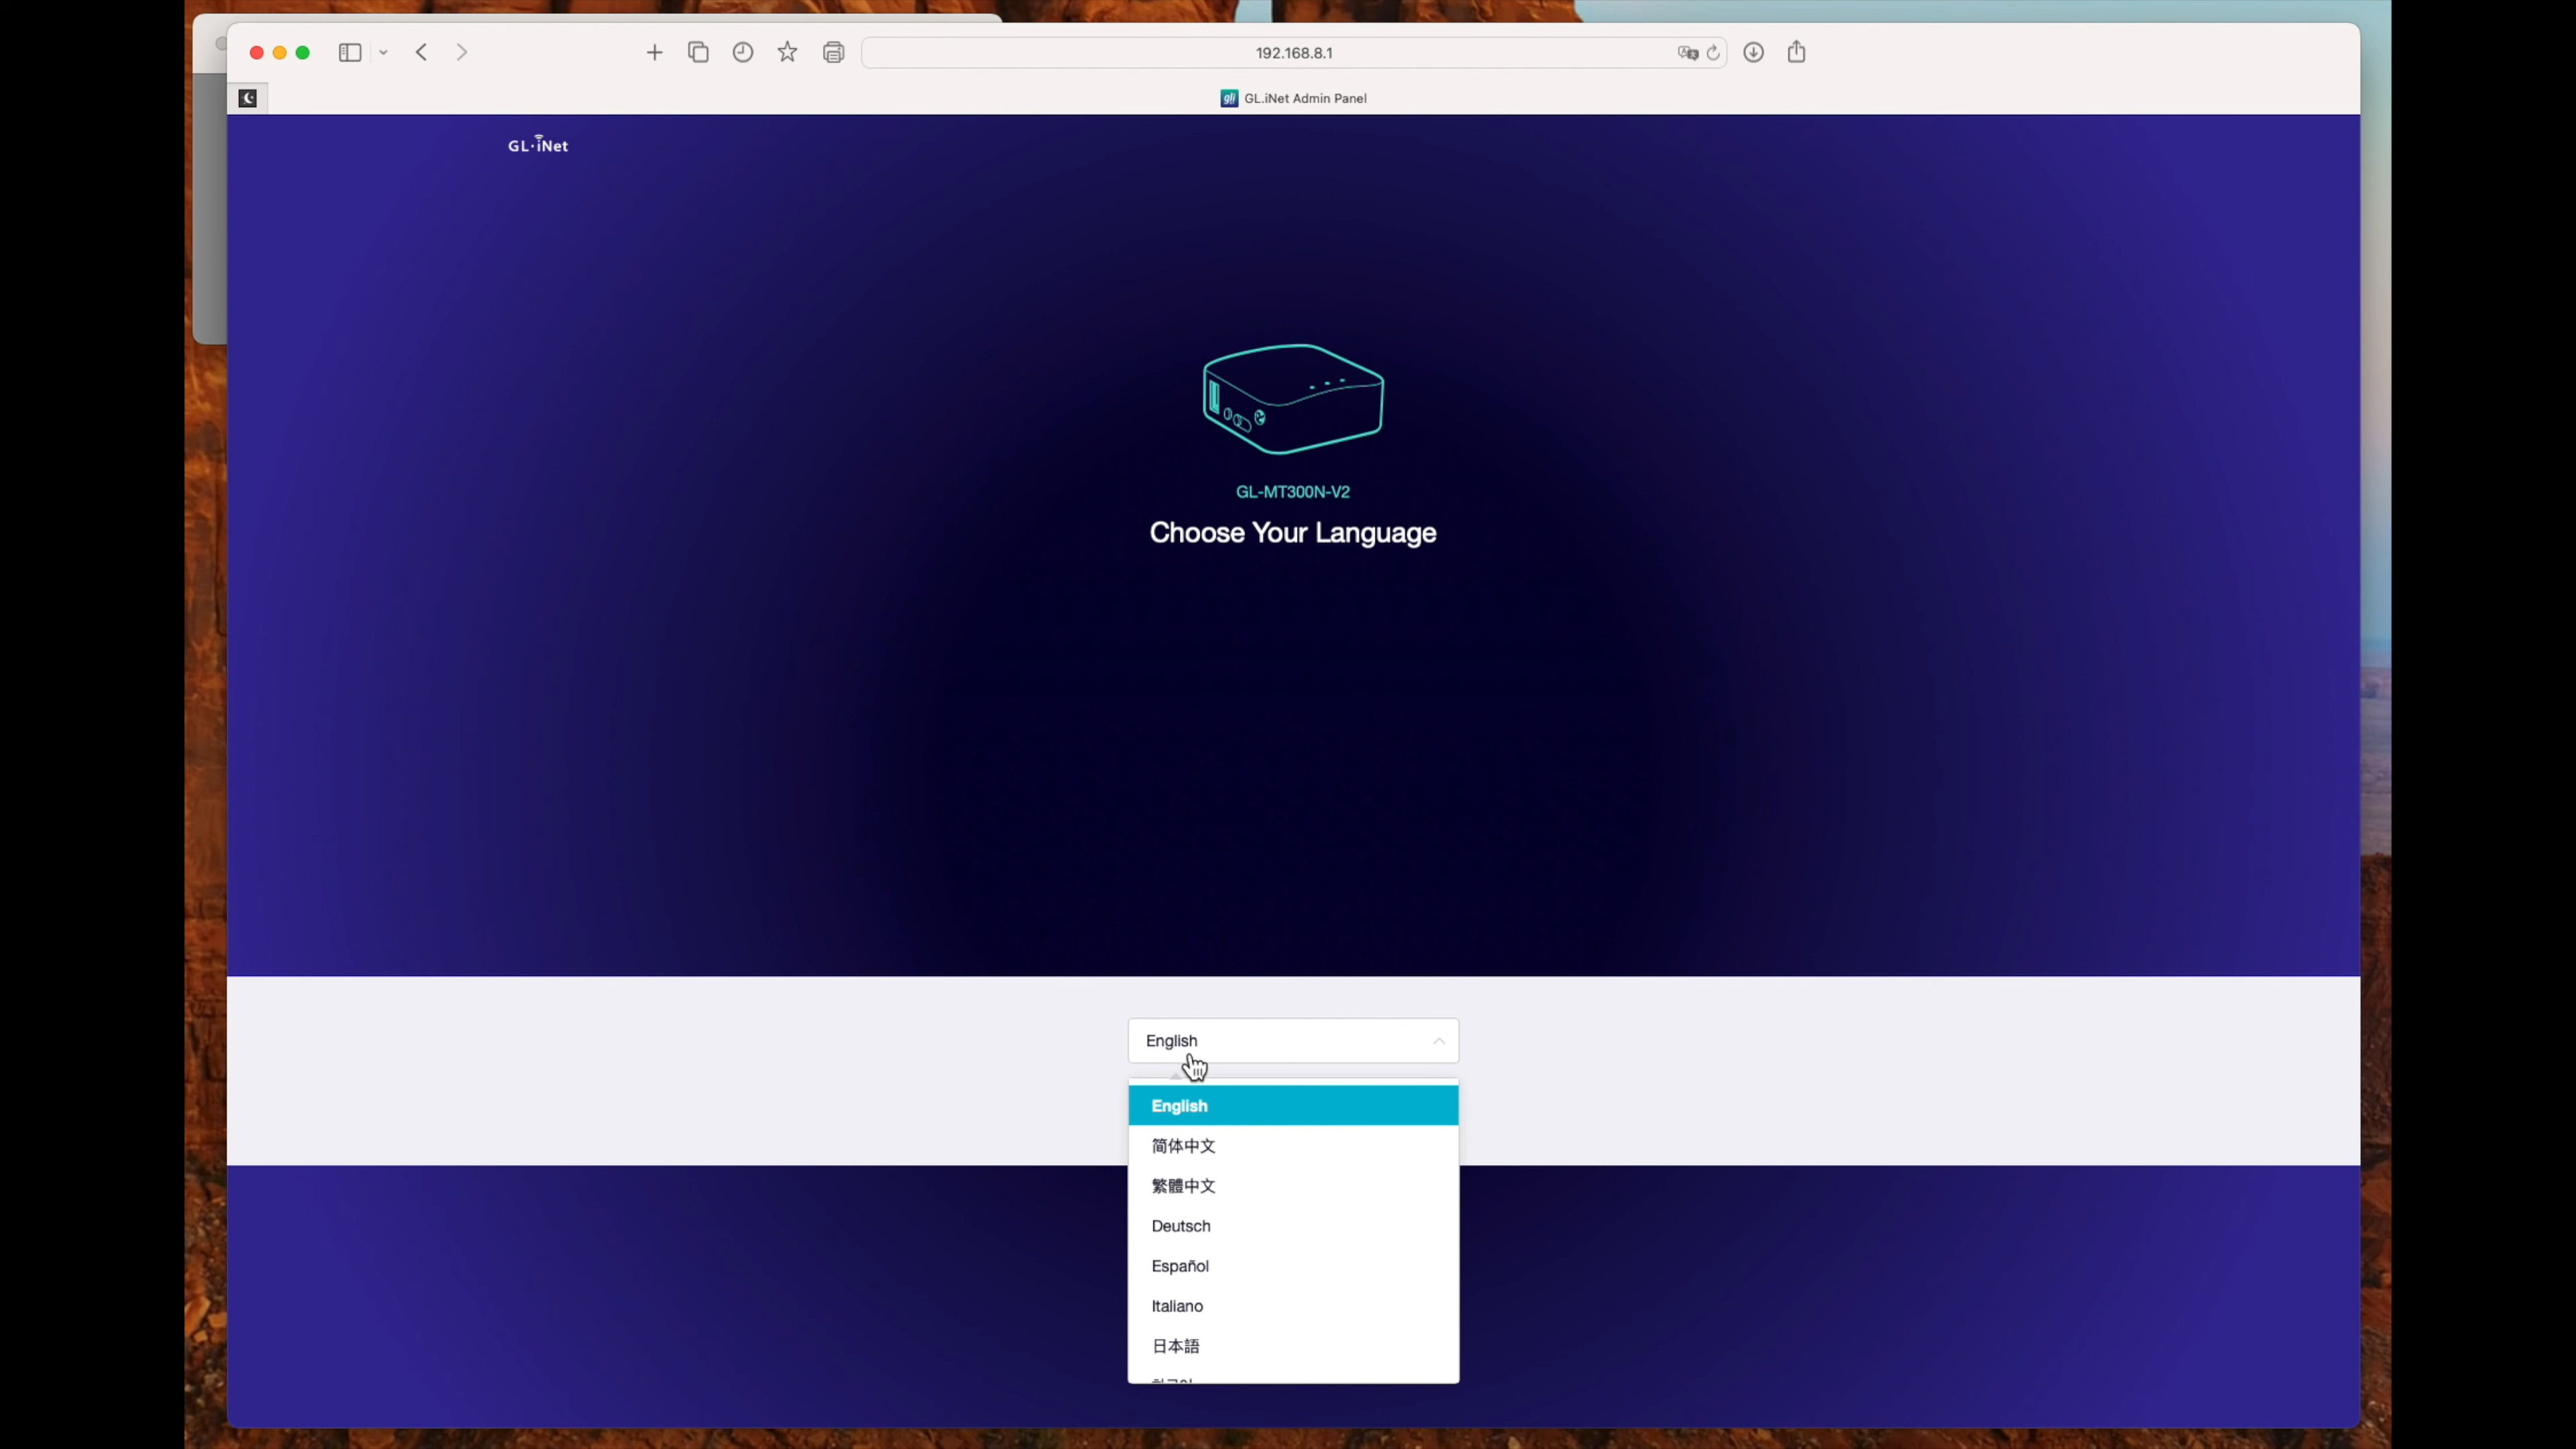 192.168.8.1
GL.iNet Admin Panel
GL·iNet
GL-MT300N-V2
Choose Your Language
English
English
简体中文
繁體中文
Deutsch
Español
Italiano
日本語